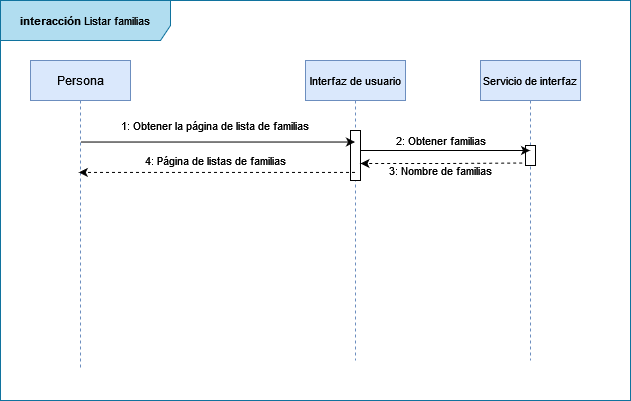 interacción Listar familias
Persona
Interfaz de usuario
Servicio de interfaz
1: Obtener la página de lista de familias
2: Obtener familias
4: Página de listas de familias
3: Nombre de familias